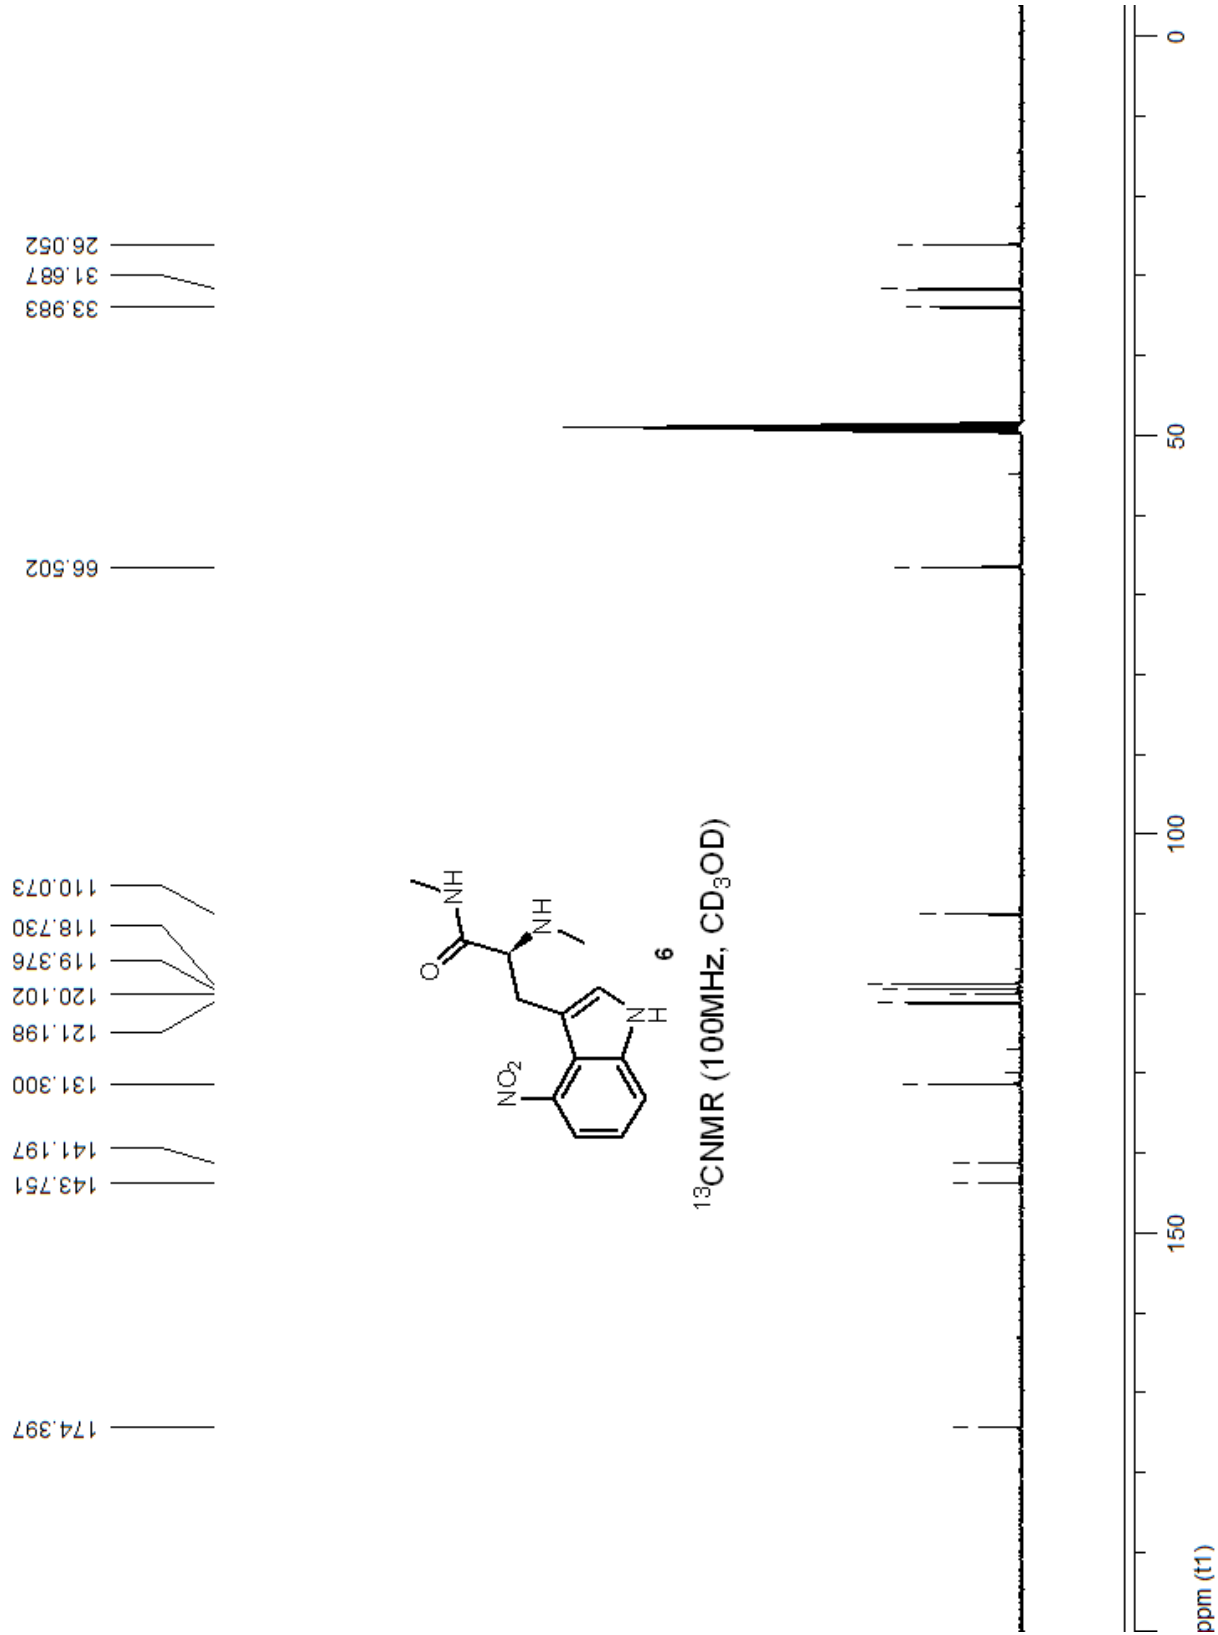 174.397
143.751
141.197
131.300
121.198
120.102
119.376
118.730
110.073
66.502
33.983
31.687
26.052
O
NH
NH
NO2
N
H
6
¹³CNMR (100MHz, CD₃OD)
150
100
50
0
ppm (t1)